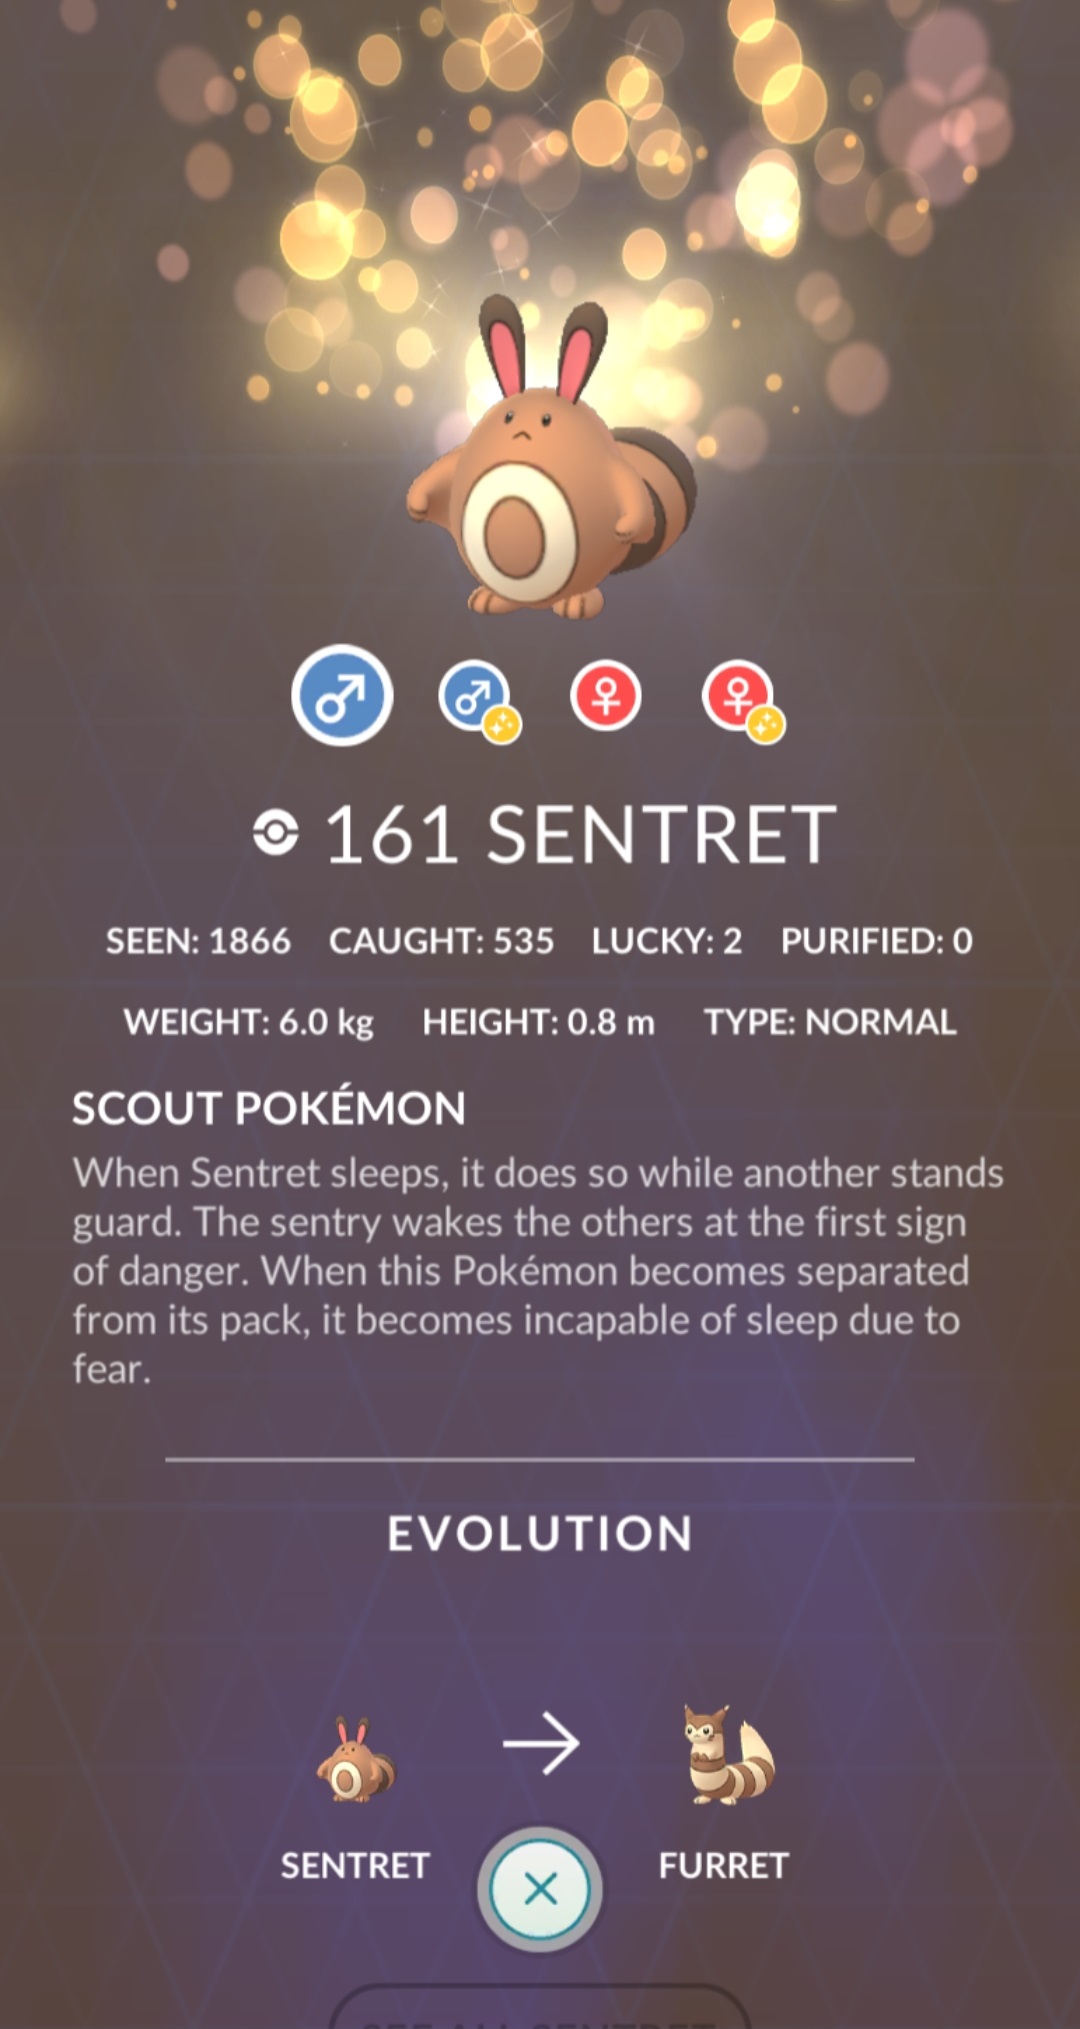 161 SENTRET
SEEN: 1866 CAUGHT: 535 LUCKY: 2 PURIFIED: 0
WEIGHT: 6.0 kg HEIGHT: 0.8 m TYPE: NORMAL
SCOUT POKÉMON
When Sentret sleeps, it does so while another stands
guard. The sentry wakes the others at the first sign
of danger. When this Pokémon becomes separated
from its pack, it becomes incapable of sleep due to
fear.
EVOLUTION
SENTRET FURRET
SEE ALL SENTRET